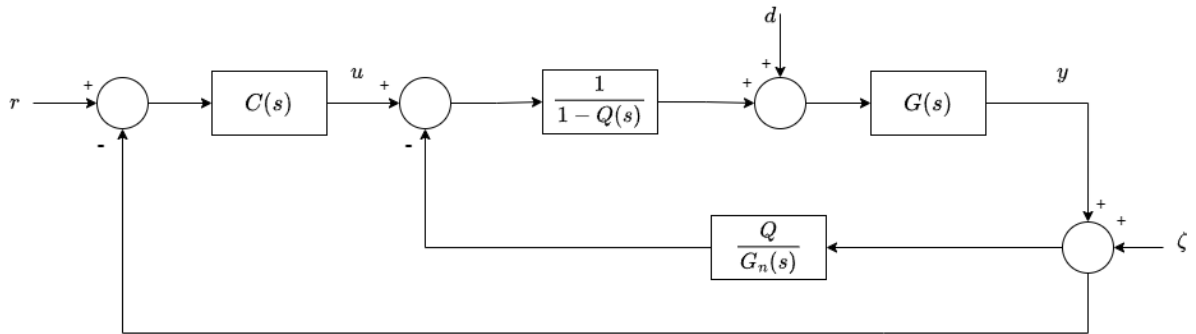 d
u
y
+
+
+
+
r
C(s)
1
1 − Q(s)
G(s)
-
-
+
+
Q
G_n(s)
ζ